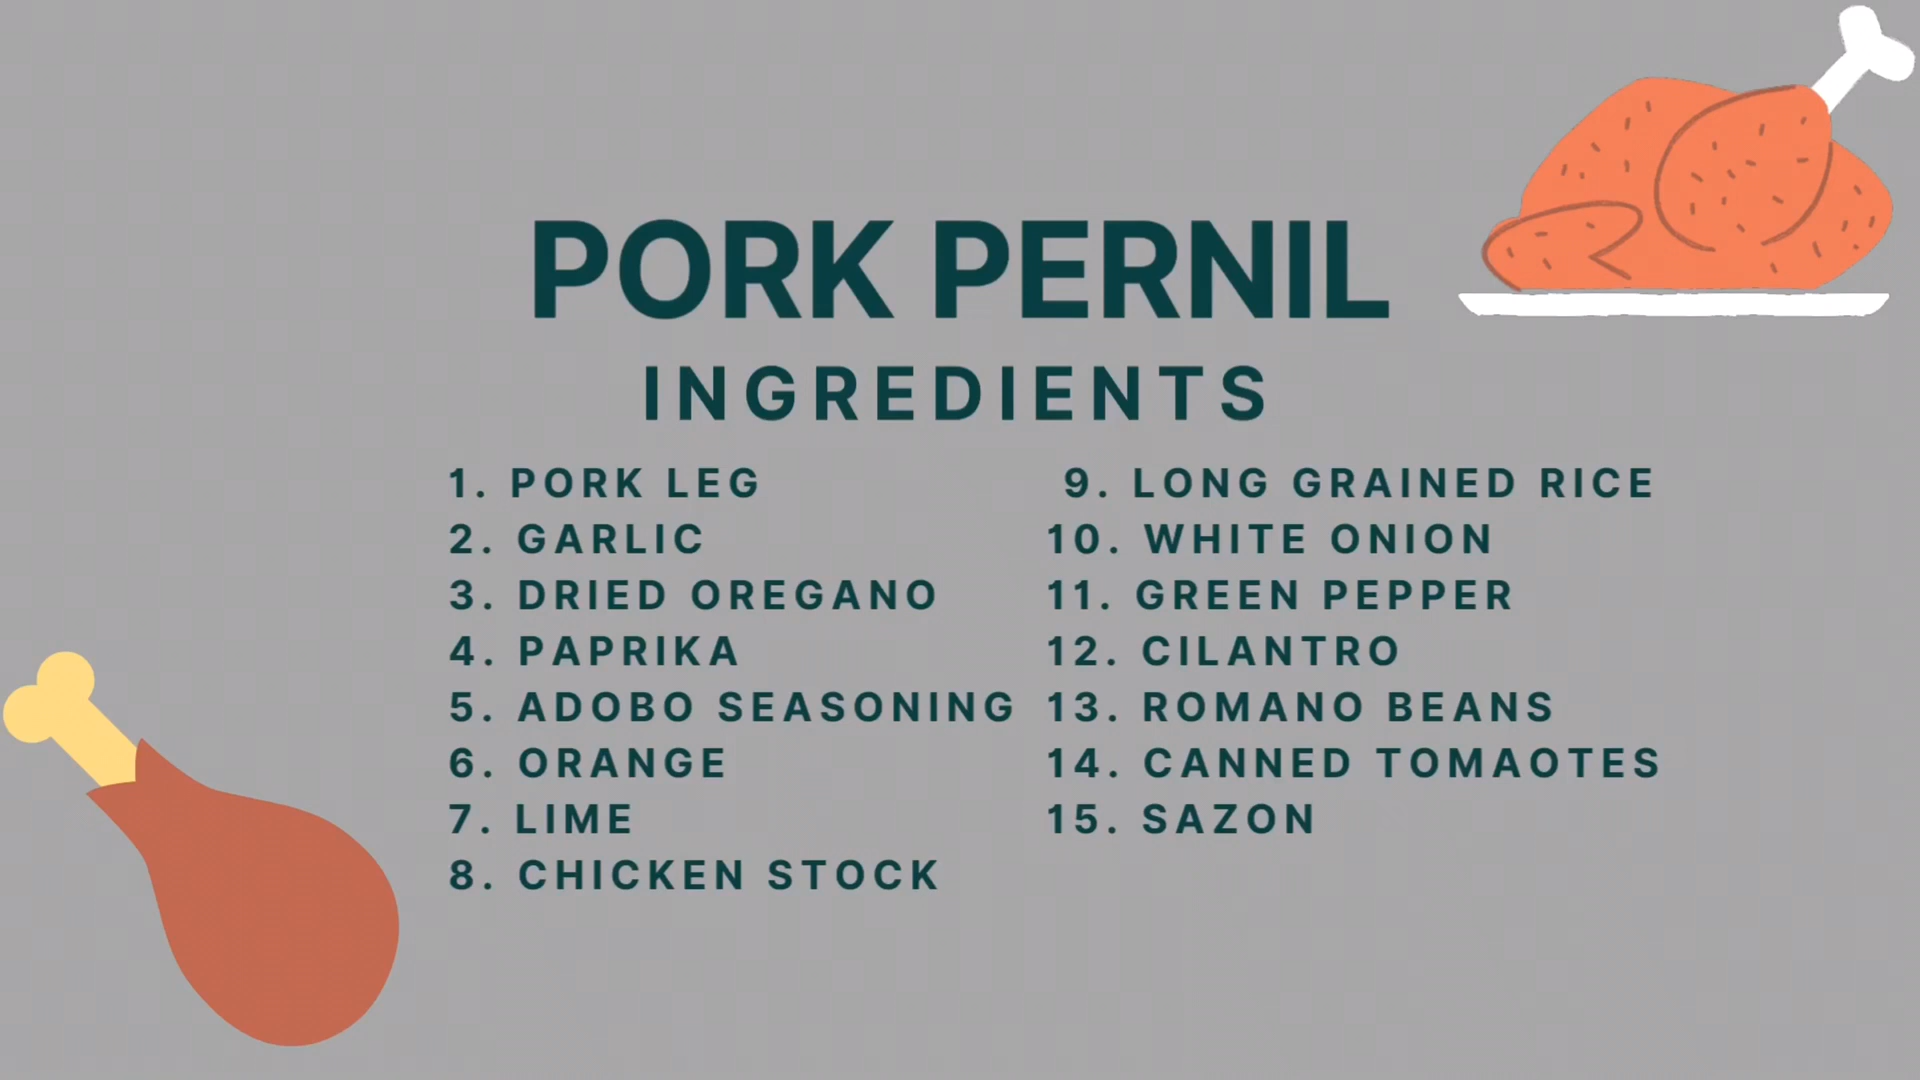 PORK PERNIL
INGREDIENTS
1. PORK LEG
2. GARLIC
3. DRIED OREGANO
4. PAPRIKA
5. ADOBO SEASONING
6. ORANGE
7. LIME
8. CHICKEN STOCK
9. LONG GRAINED RICE
10. WHITE ONION
11. GREEN PEPPER
12. CILANTRO
13. ROMANO BEANS
14. CANNED TOMAOTES
15. SAZON